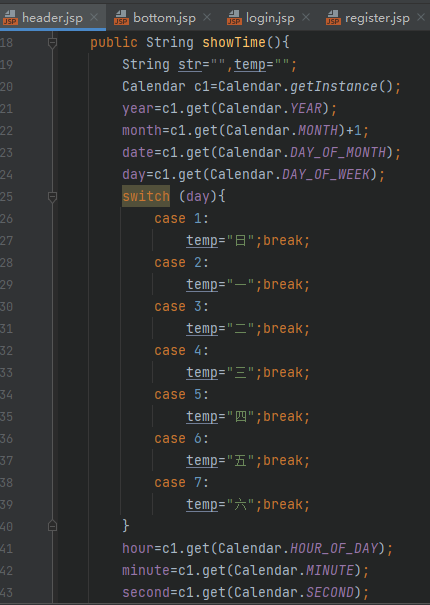 header.jsp bottom.jsp login.jsp register.jsp
18 public String showTime(){
19 String str="",temp="";
20 Calendar c1=Calendar.getInstance();
21 year=c1.get(Calendar.YEAR);
22 month=c1.get(Calendar.MONTH)+1;
23 date=c1.get(Calendar.DAY_OF_MONTH);
24 day=c1.get(Calendar.DAY_OF_WEEK);
25 switch (day){
26 case 1:
27 temp="日";break;
28 case 2:
29 temp="一";break;
30 case 3:
31 temp="二";break;
32 case 4:
33 temp="三";break;
34 case 5:
35 temp="四";break;
36 case 6:
37 temp="五";break;
38 case 7:
39 temp="六";break;
40 }
41 hour=c1.get(Calendar.HOUR_OF_DAY);
42 minute=c1.get(Calendar.MINUTE);
43 second=c1.get(Calendar.SECOND);